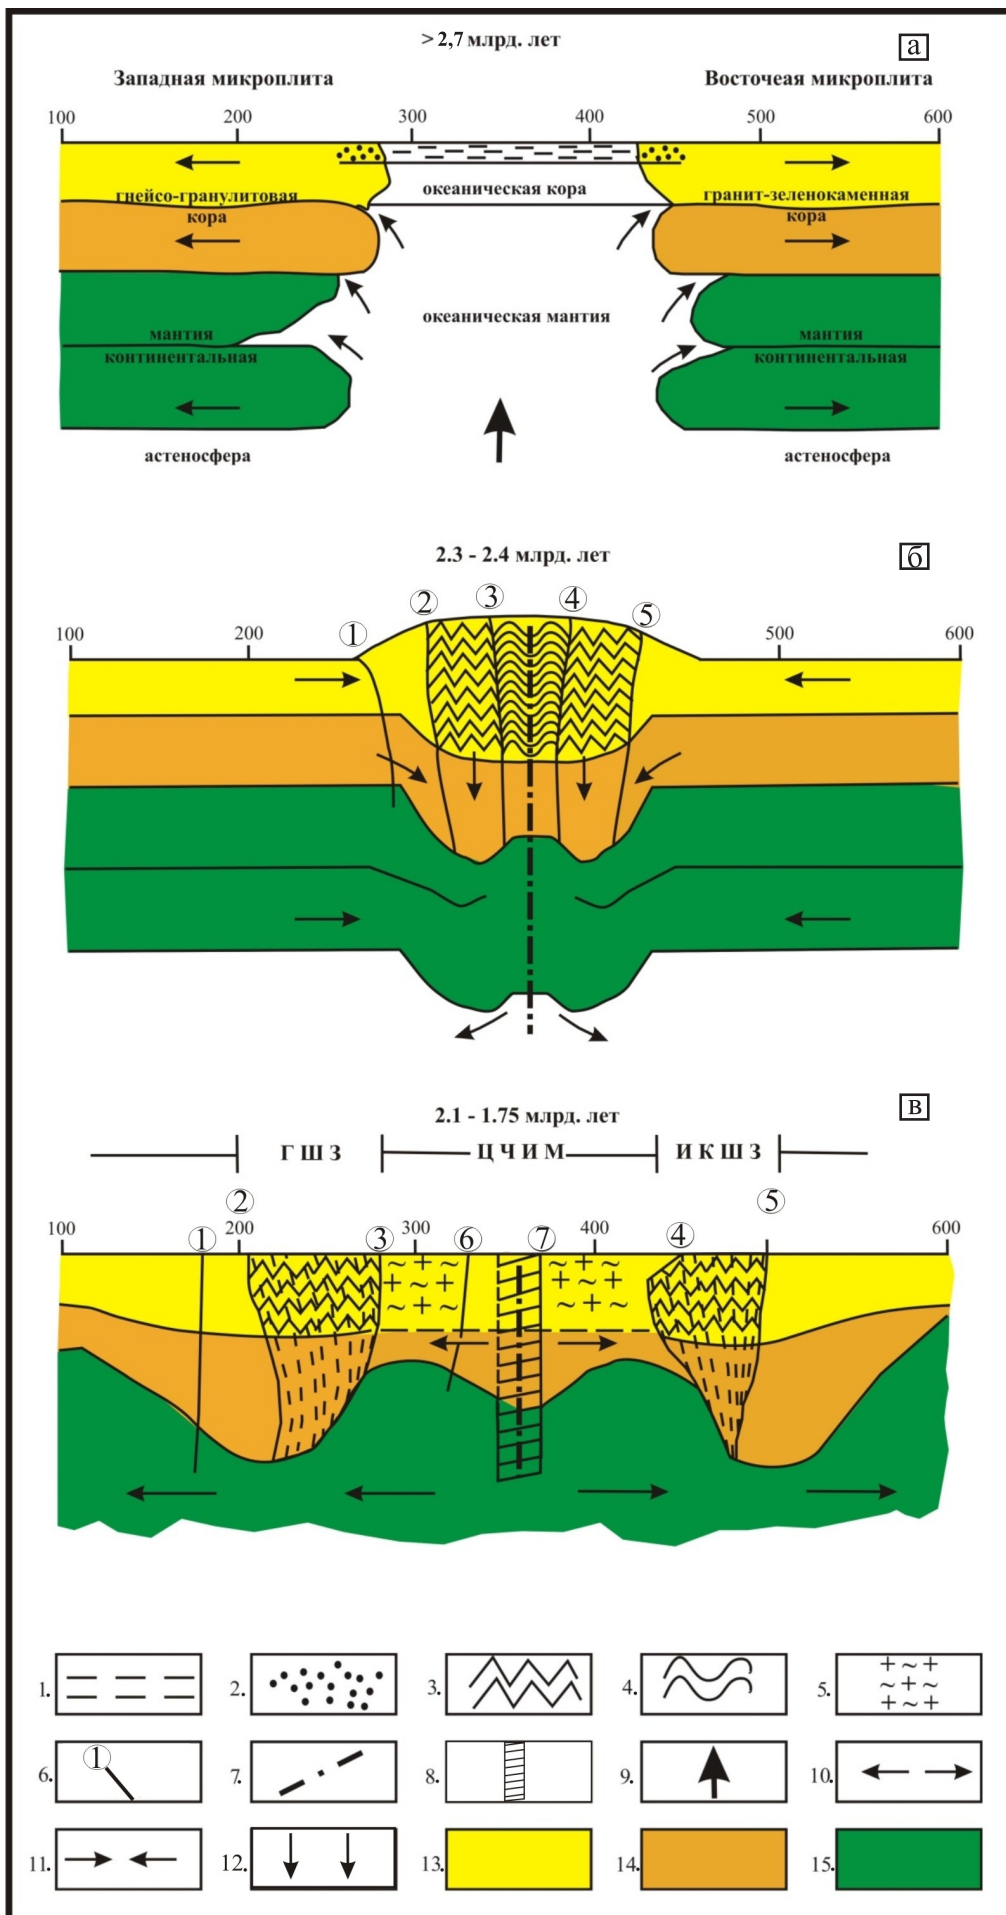 > 2,7 млрд. лет
а
Западная микроплита
Восточеая микроплита
100 200 300 400 500 600
океаническая кора
гнейсо-гранулитовая
кора
гранит-зеленокаменная
кора
океаническая мантия
мантия
континентальная
мантия
континентальная
астеносфера
астеносфера
2.3 - 2.4 млрд. лет
б
1 2 3 4 5
100 200 500 600
2.1 - 1.75 млрд. лет
в
Г Ш З Ц Ч И М И К Ш З
2 5
100 1 200 3 300 6 7 400 4 600
1. 2. 3. 4. 5.
6. 1 7. 8. 9. 10.
11. 12. 13. 14. 15.